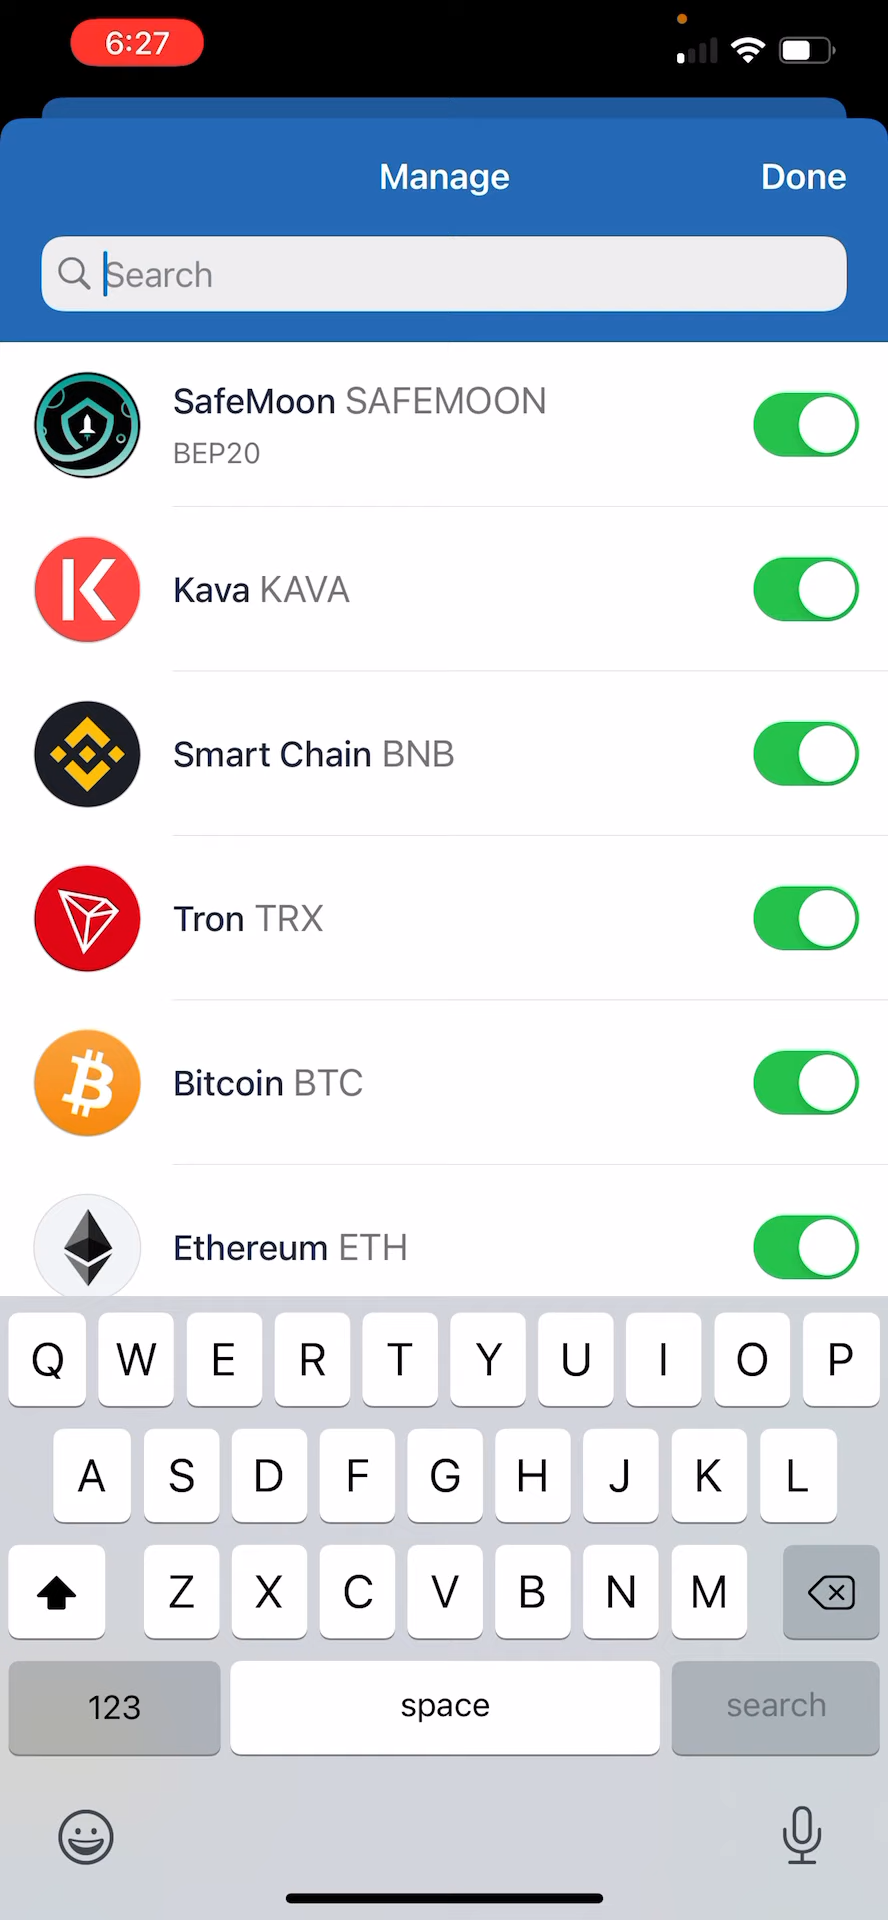 6:27
Manage
Done
Search
SafeMoon SAFEMOON
BEP20
Kava KAVA
Smart Chain BNB
Tron TRX
Bitcoin BTC
Ethereum ETH
Q W E R T Y U I O P
A S D F G H J K L
Z X C V B N M
123
space
search